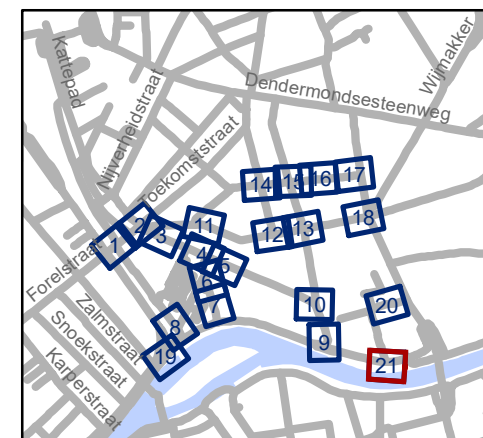 Kattepad
Nijverheidstraat
Wijmakker
Dendermondsesteenweg
Toekomststraat
14
15
16
17
18
11
2
3
1
12
13
4
5
6
7
Forelstraat
Zalmstraat
Snoekstraat
Karperstraat
8
19
10
9
20
21